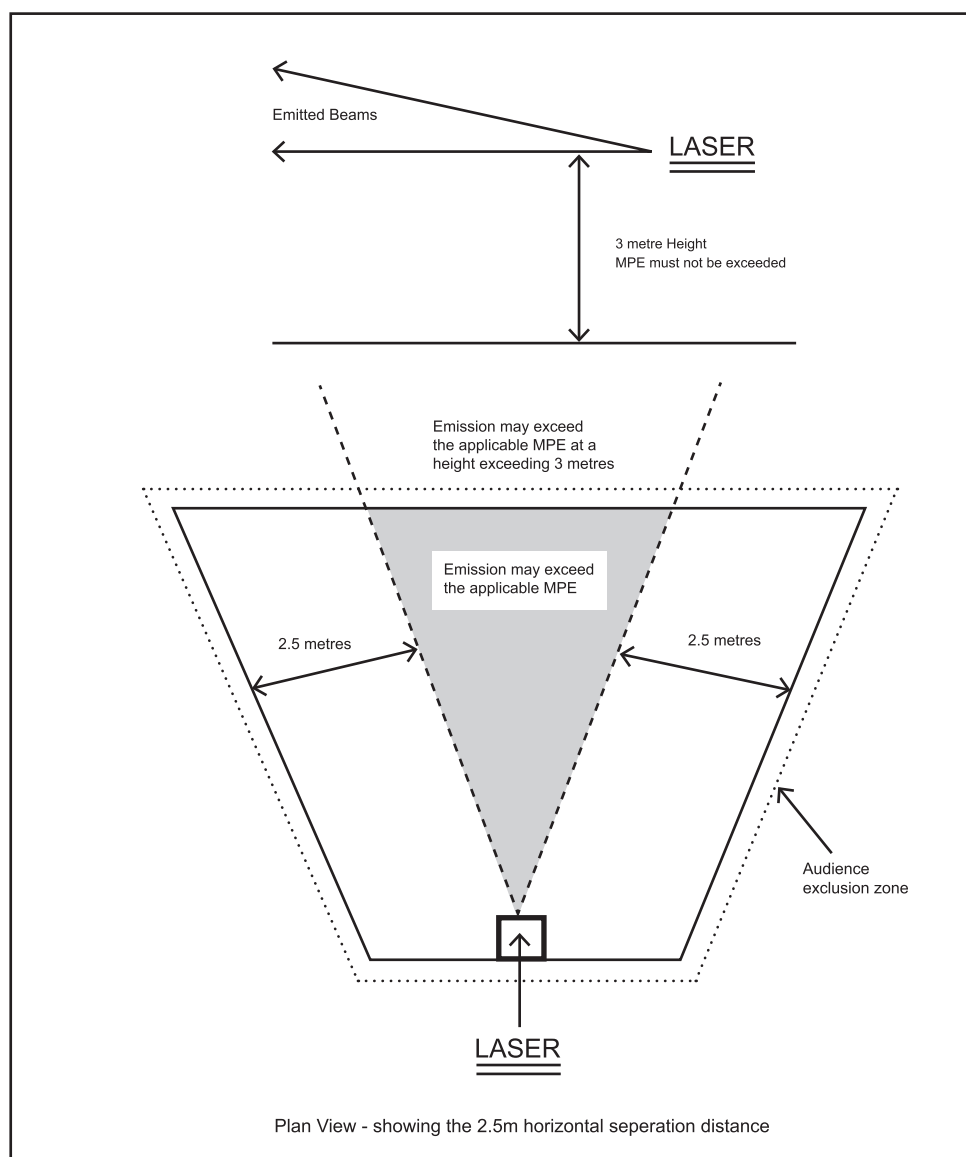 Emitted Beams
LASER
3 metre Height
MPE must not be exceeded
Emission may exceed
the applicable MPE at a
height exceeding 3 metres
Emission may exceed
the applicable MPE
2.5 metres
2.5 metres
Audience
exclusion zone
LASER
Plan View - showing the 2.5m horizontal seperation distance